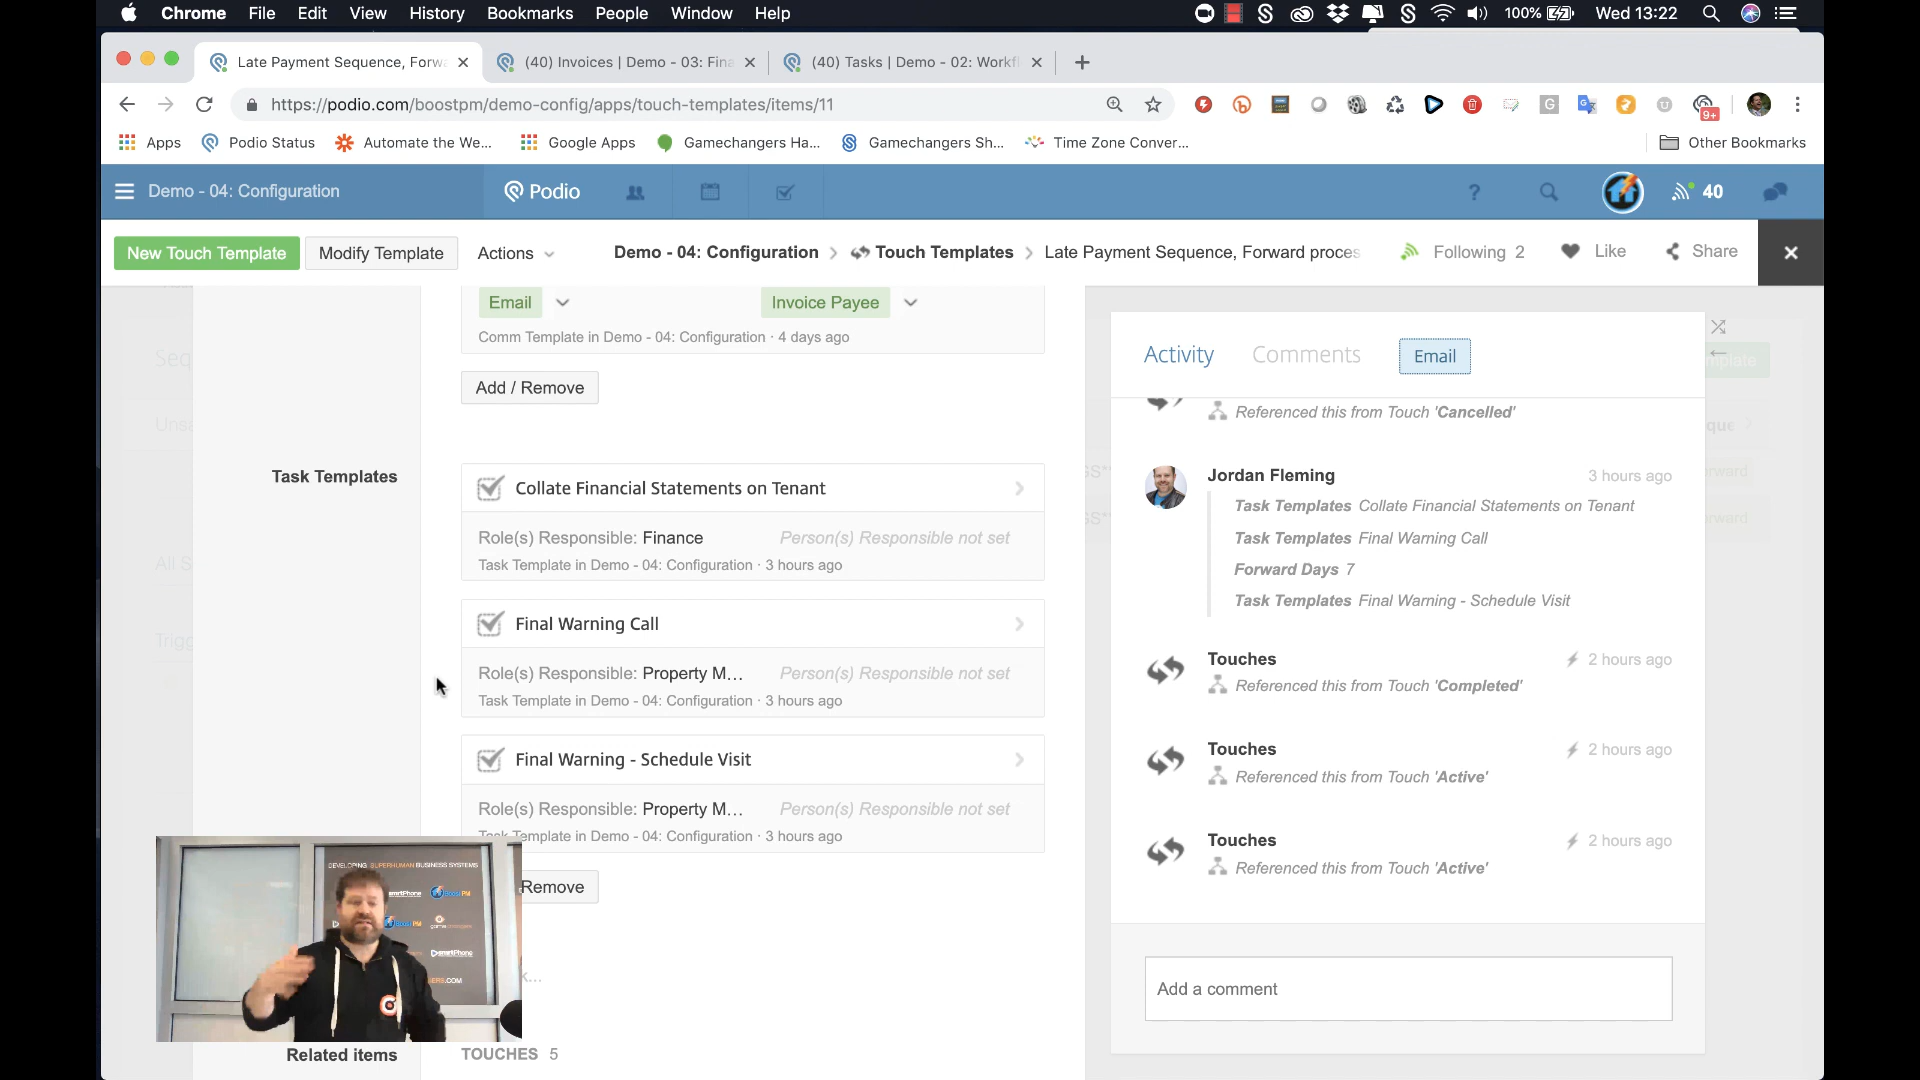 Chrome File Edit View History Bookmarks People Window Help 100% Wed 13:22
Late Payment Sequence, Forw (40) Invoices | Demo - 03: Fina (40) Tasks | Demo - 02: Workfl
https://podio.com/boostpm/demo-config/apps/touch-templates/items/11
G 9+
Apps Podio Status Automate the We... Google Apps Gamechangers Ha... Gamechangers Sh... Time Zone Conver... Other Bookmarks
Demo - 04: Configuration Podio ? 40
New Touch Template Modify Template Actions Demo - 04: Configuration Touch Templates Late Payment Sequence, Forward proces Following 2 Like Share
Email Invoice Payee
Comm Template in Demo - 04: Configuration · 4 days ago
Add / Remove
Task Templates
Collate Financial Statements on Tenant
Role(s) Responsible: Finance Person(s) Responsible not set
Task Template in Demo - 04: Configuration · 3 hours ago
Final Warning Call
Role(s) Responsible: Property M... Person(s) Responsible not set
Task Template in Demo - 04: Configuration · 3 hours ago
Final Warning - Schedule Visit
Role(s) Responsible: Property M... Person(s) Responsible not set
Task Template in Demo - 04: Configuration · 3 hours ago
Remove
Related items
TOUCHES 5
Activity Comments Email
Referenced this from Touch 'Cancelled'
Jordan Fleming 3 hours ago
Task Templates Collate Financial Statements on Tenant
Task Templates Final Warning Call
Forward Days 7
Task Templates Final Warning - Schedule Visit
Touches 2 hours ago
Referenced this from Touch 'Completed'
Touches 2 hours ago
Referenced this from Touch 'Active'
Touches 2 hours ago
Referenced this from Touch 'Active'
Add a comment
DEVELOPING SUPERHUMAN BUSINESS SYSTEMS
smrtPhone